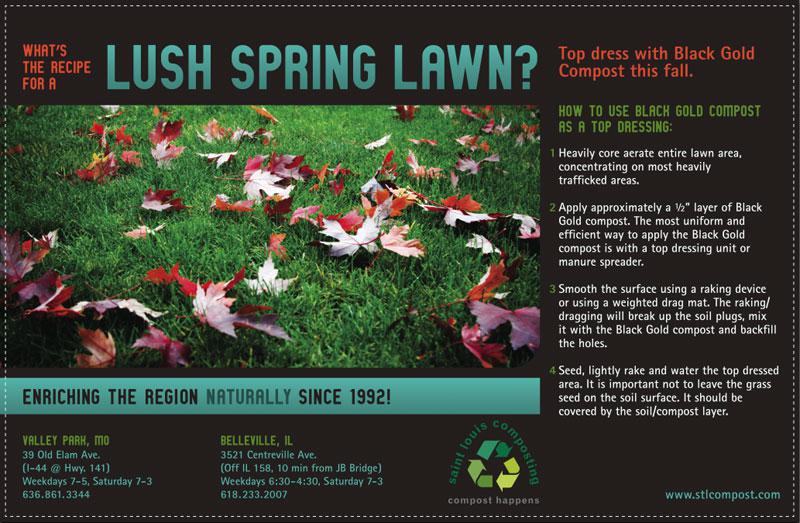 WHAT'S
THE RECIPE
FOR A
LUSH SPRING LAWN?
Top dress with Black Gold
Compost this fall.
HOW TO USE BLACK GOLD COMPOST
AS A TOP DRESSING:
1 Heavily core aerate entire lawn area,
concentrating on most heavily
trafficked areas.
2 Apply approximately a ½" layer of Black
Gold compost. The most uniform and
efficient way to apply the Black Gold
compost is with a top dressing unit or
manure spreader.
3 Smooth the surface using a raking device
or using a weighted drag mat. The raking/
dragging will break up the soil plugs, mix
it with the Black Gold compost and backfill
the holes.
4 Seed, lightly rake and water the top dressed
area. It is important not to leave the grass
seed on the soil surface. It should be
covered by the soil/compost layer.
ENRICHING THE REGION NATURALLY SINCE 1992!
VALLEY PARK, MO
39 Old Elam Ave.
(I-44 @ Hwy. 141)
Weekdays 7-5, Saturday 7-3
636.861.3344
BELLEVILLE, IL
3521 Centreville Ave.
(Off IL 158, 10 min from JB Bridge)
Weekdays 6:30-4:30, Saturday 7-3
618.233.2007
saint louis composting
compost happens
www.stlcompost.com